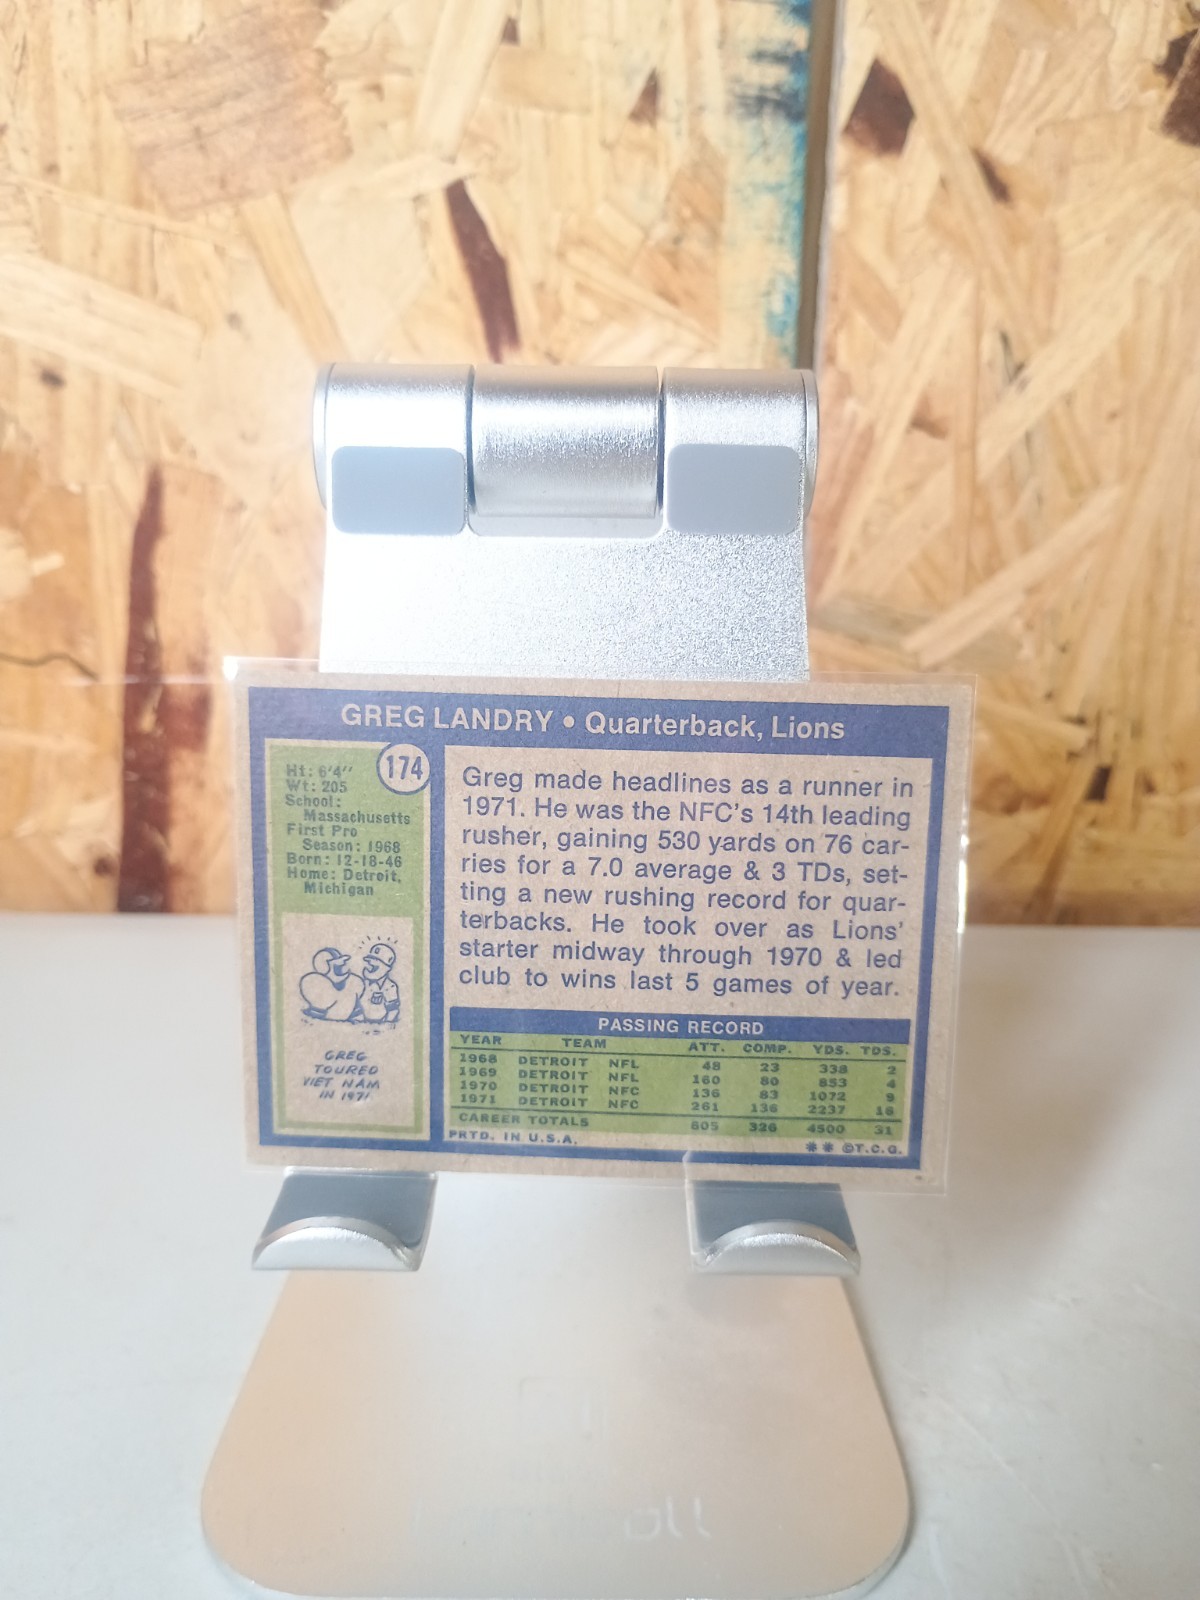 GREG LANDRY • Quarterback, Lions
174
Ht: 6'4"
Wt: 205
School:
Massachusetts
First Pro
Season: 1968
Born: 12-18-46
Home: Detroit,
Michigan
GREG
TOURED
VIET NAM
IN 1971
Greg made headlines as a runner in
1971. He was the NFC's 14th leading
rusher, gaining 530 yards on 76 car-
ries for a 7.0 average & 3 TDs, set-
ting a new rushing record for quar-
terbacks. He took over as Lions'
starter midway through 1970 & led
club to wins last 5 games of year.
PASSING RECORD
YEAR TEAM ATT. COMP. YDS. TDS.
1968 DETROIT NFL 48 23 338 2
1969 DETROIT NFL 160 80 853 4
1970 DETROIT NFC 136 83 1072 9
1971 DETROIT NFC 261 136 2237 16
CAREER TOTALS 605 326 4500 31
PRTD. IN U.S.A. ** ©T.C.G.